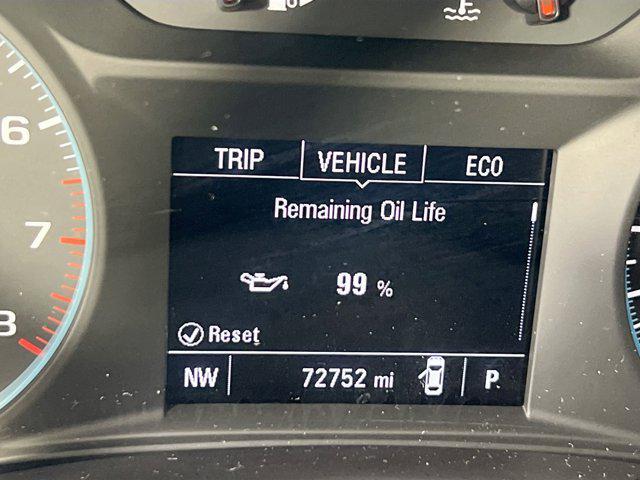 TRIP VEHICLE ECO
Remaining Oil Life
99 %
Reset
NW 72752 mi P
6
7
8